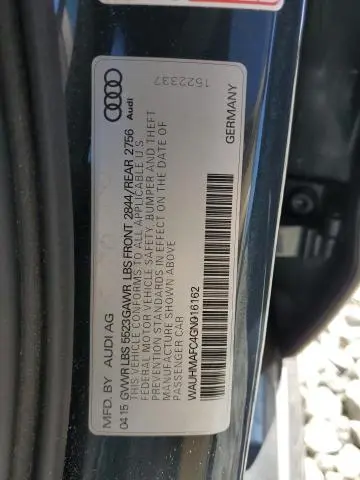 MFD. BY AUDI AG
04 15 GVWR LBS 5523GAWR LBS FRONT 2844/REAR 2756
THIS VEHICLE CONFORMS TO ALL APPLICABLE U.S.
FEDERAL MOTOR VEHICLE SAFETY, BUMPER AND THEFT
PREVENTION STANDARDS IN EFFECT ON THE DATE OF
MANUFACTURE SHOWN ABOVE
PASSENGER CAR
WAUHMAFC4GN016162
Audi
1522337
GERMANY